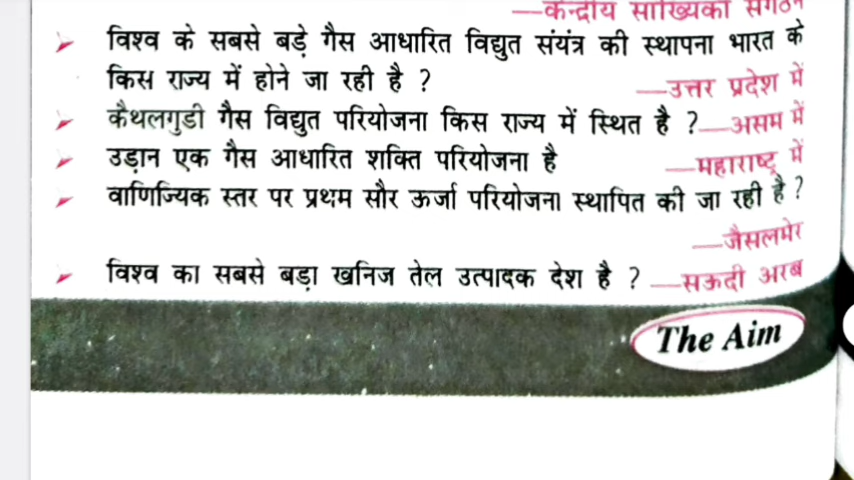 —केन्द्रीय सांख्यिकी संगठन
विश्व के सबसे बड़े गैस आधारित विद्युत संयंत्र की स्थापना भारत के
किस राज्य में होने जा रही है ? —उत्तर प्रदेश में
कैथलगुडी गैस विद्युत परियोजना किस राज्य में स्थित है ? —असम में
उड़ान एक गैस आधारित शक्ति परियोजना है —महाराष्ट्र में
वाणिज्यिक स्तर पर प्रथम सौर ऊर्जा परियोजना स्थापित की जा रही है ?
—जैसलमेर
विश्व का सबसे बड़ा खनिज तेल उत्पादक देश है ? —सऊदी अरब
The Aim